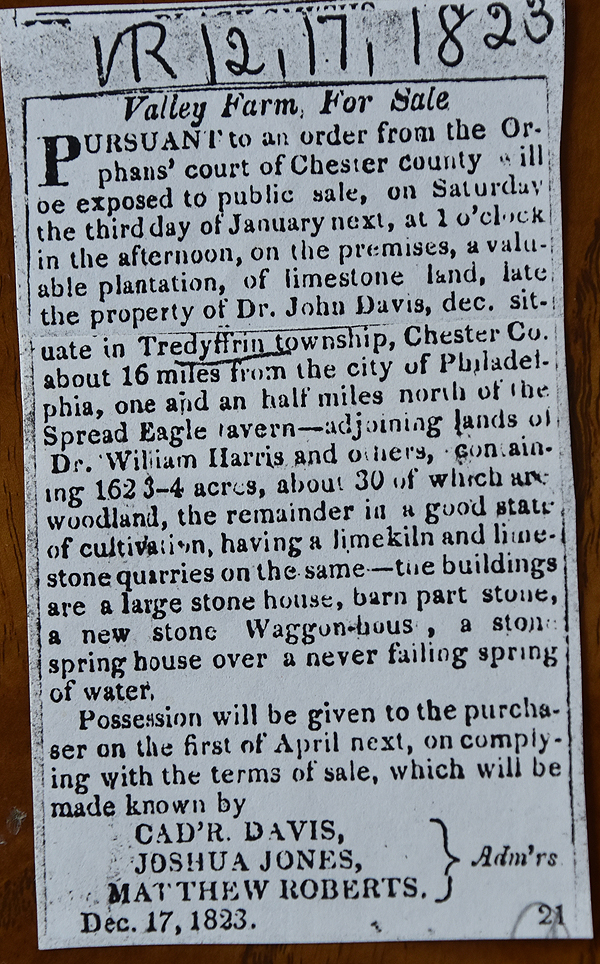 VR 12, 17, 1823
Valley Farm, For Sale
PURSUANT to an order from the Or-
phans' court of Chester county will
be exposed to public sale, on Saturday
the third day of January next, at 1 o'clock
in the afternoon, on the premises, a valu-
able plantation, of limestone land, late
the property of Dr. John Davis, dec. sit-
uate in Tredyffrin township, Chester Co.
about 16 miles from the city of Philadel-
phia, one and an half miles north of the
Spread Eagle tavern—adjoining lands of
Dr. William Harris and others, contain-
ing 162 3-4 acres, about 30 of which are
woodland, the remainder in a good state
of cultivation, having a limekiln and lime-
stone quarries on the same—the buildings
are a large stone house, barn part stone,
a new stone Waggon-hous , a stone
spring house over a never failing spring
of water.
Possession will be given to the purcha-
ser on the first of April next, on comply-
ing with the terms of sale, which will be
made known by
CAD'R. DAVIS,
JOSHUA JONES, } Adm'rs
MATTHEW ROBERTS.
Dec. 17, 1823. 21